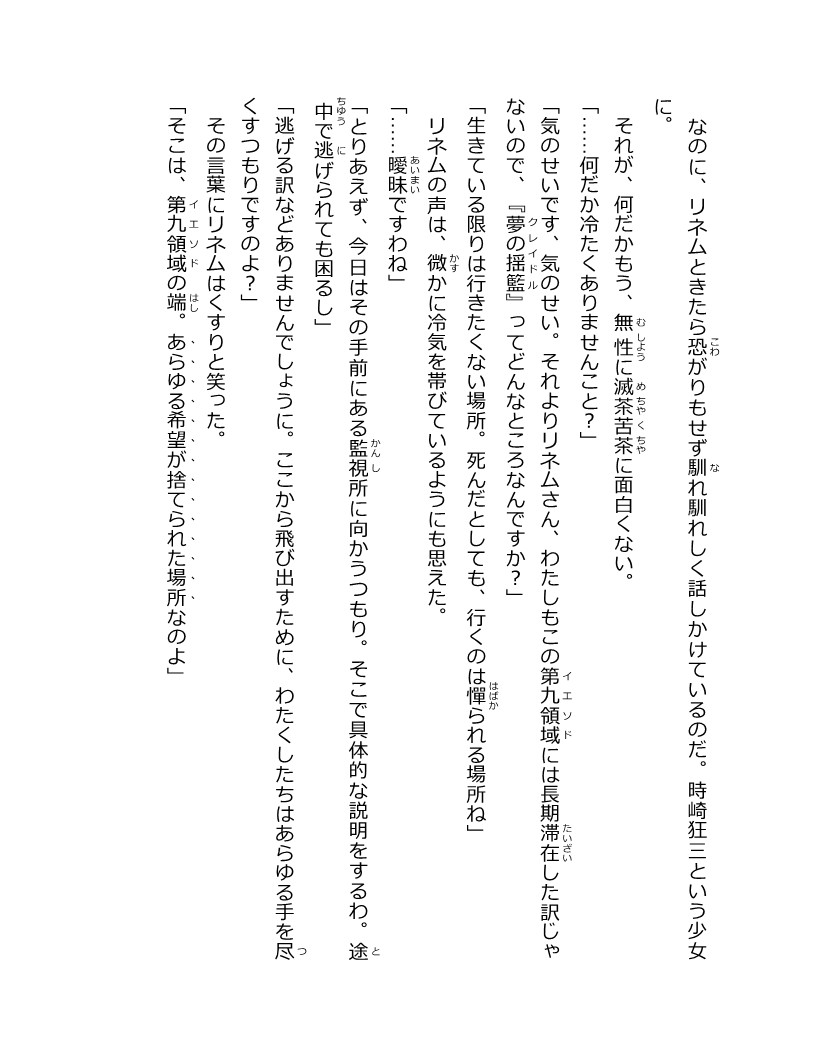 なのに、リネムときたら恐がりもせず馴れ馴れしく話しかけているのだ。時崎狂三という少女
に。
　それが、何だかもう、無性に滅茶苦茶に面白くない。
「……何だか冷たくありませんこと？」
「気のせいです、気のせい。それよりリネムさん、わたしもこの第九領域には長期滞在した訳じゃ
ないので、『夢の揺籃』ってどんなところなんですか？」
「生きている限りは行きたくない場所。死んだとしても、行くのは憚られる場所ね」
　リネムの声は、微かに冷気を帯びているようにも思えた。
「……曖昧ですわね」
「とりあえず、今日はその手前にある監視所に向かうつもり。そこで具体的な説明をするわ。途
中で逃げられても困るし」
「逃げる訳などありませんでしょうに。ここから飛び出すために、わたくしたちはあらゆる手を尽
くすつもりですのよ？」
　その言葉にリネムはくすりと笑った。
「そこは、第九領域の端。あらゆる希望が捨てられた場所なのよ」